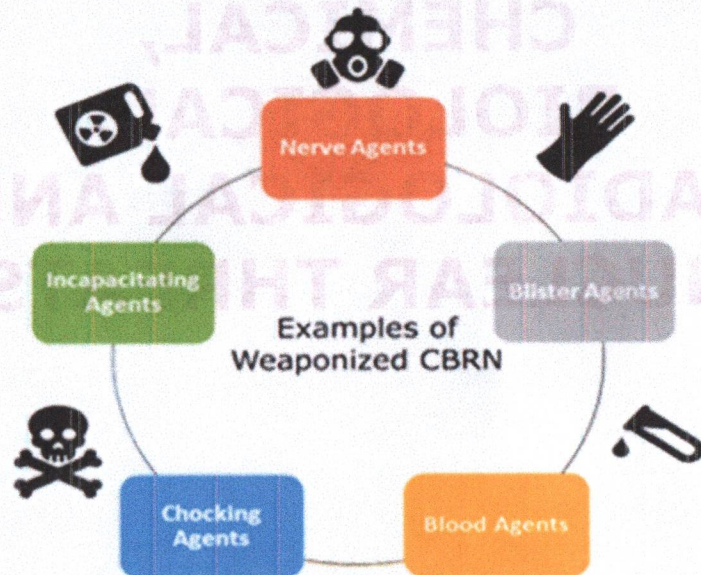 CHEMICAL,
Nerve Agents
Incapacitating
Agents
Blister Agents
Examples of
Weaponized CBRN
Chocking
Agents
Blood Agents